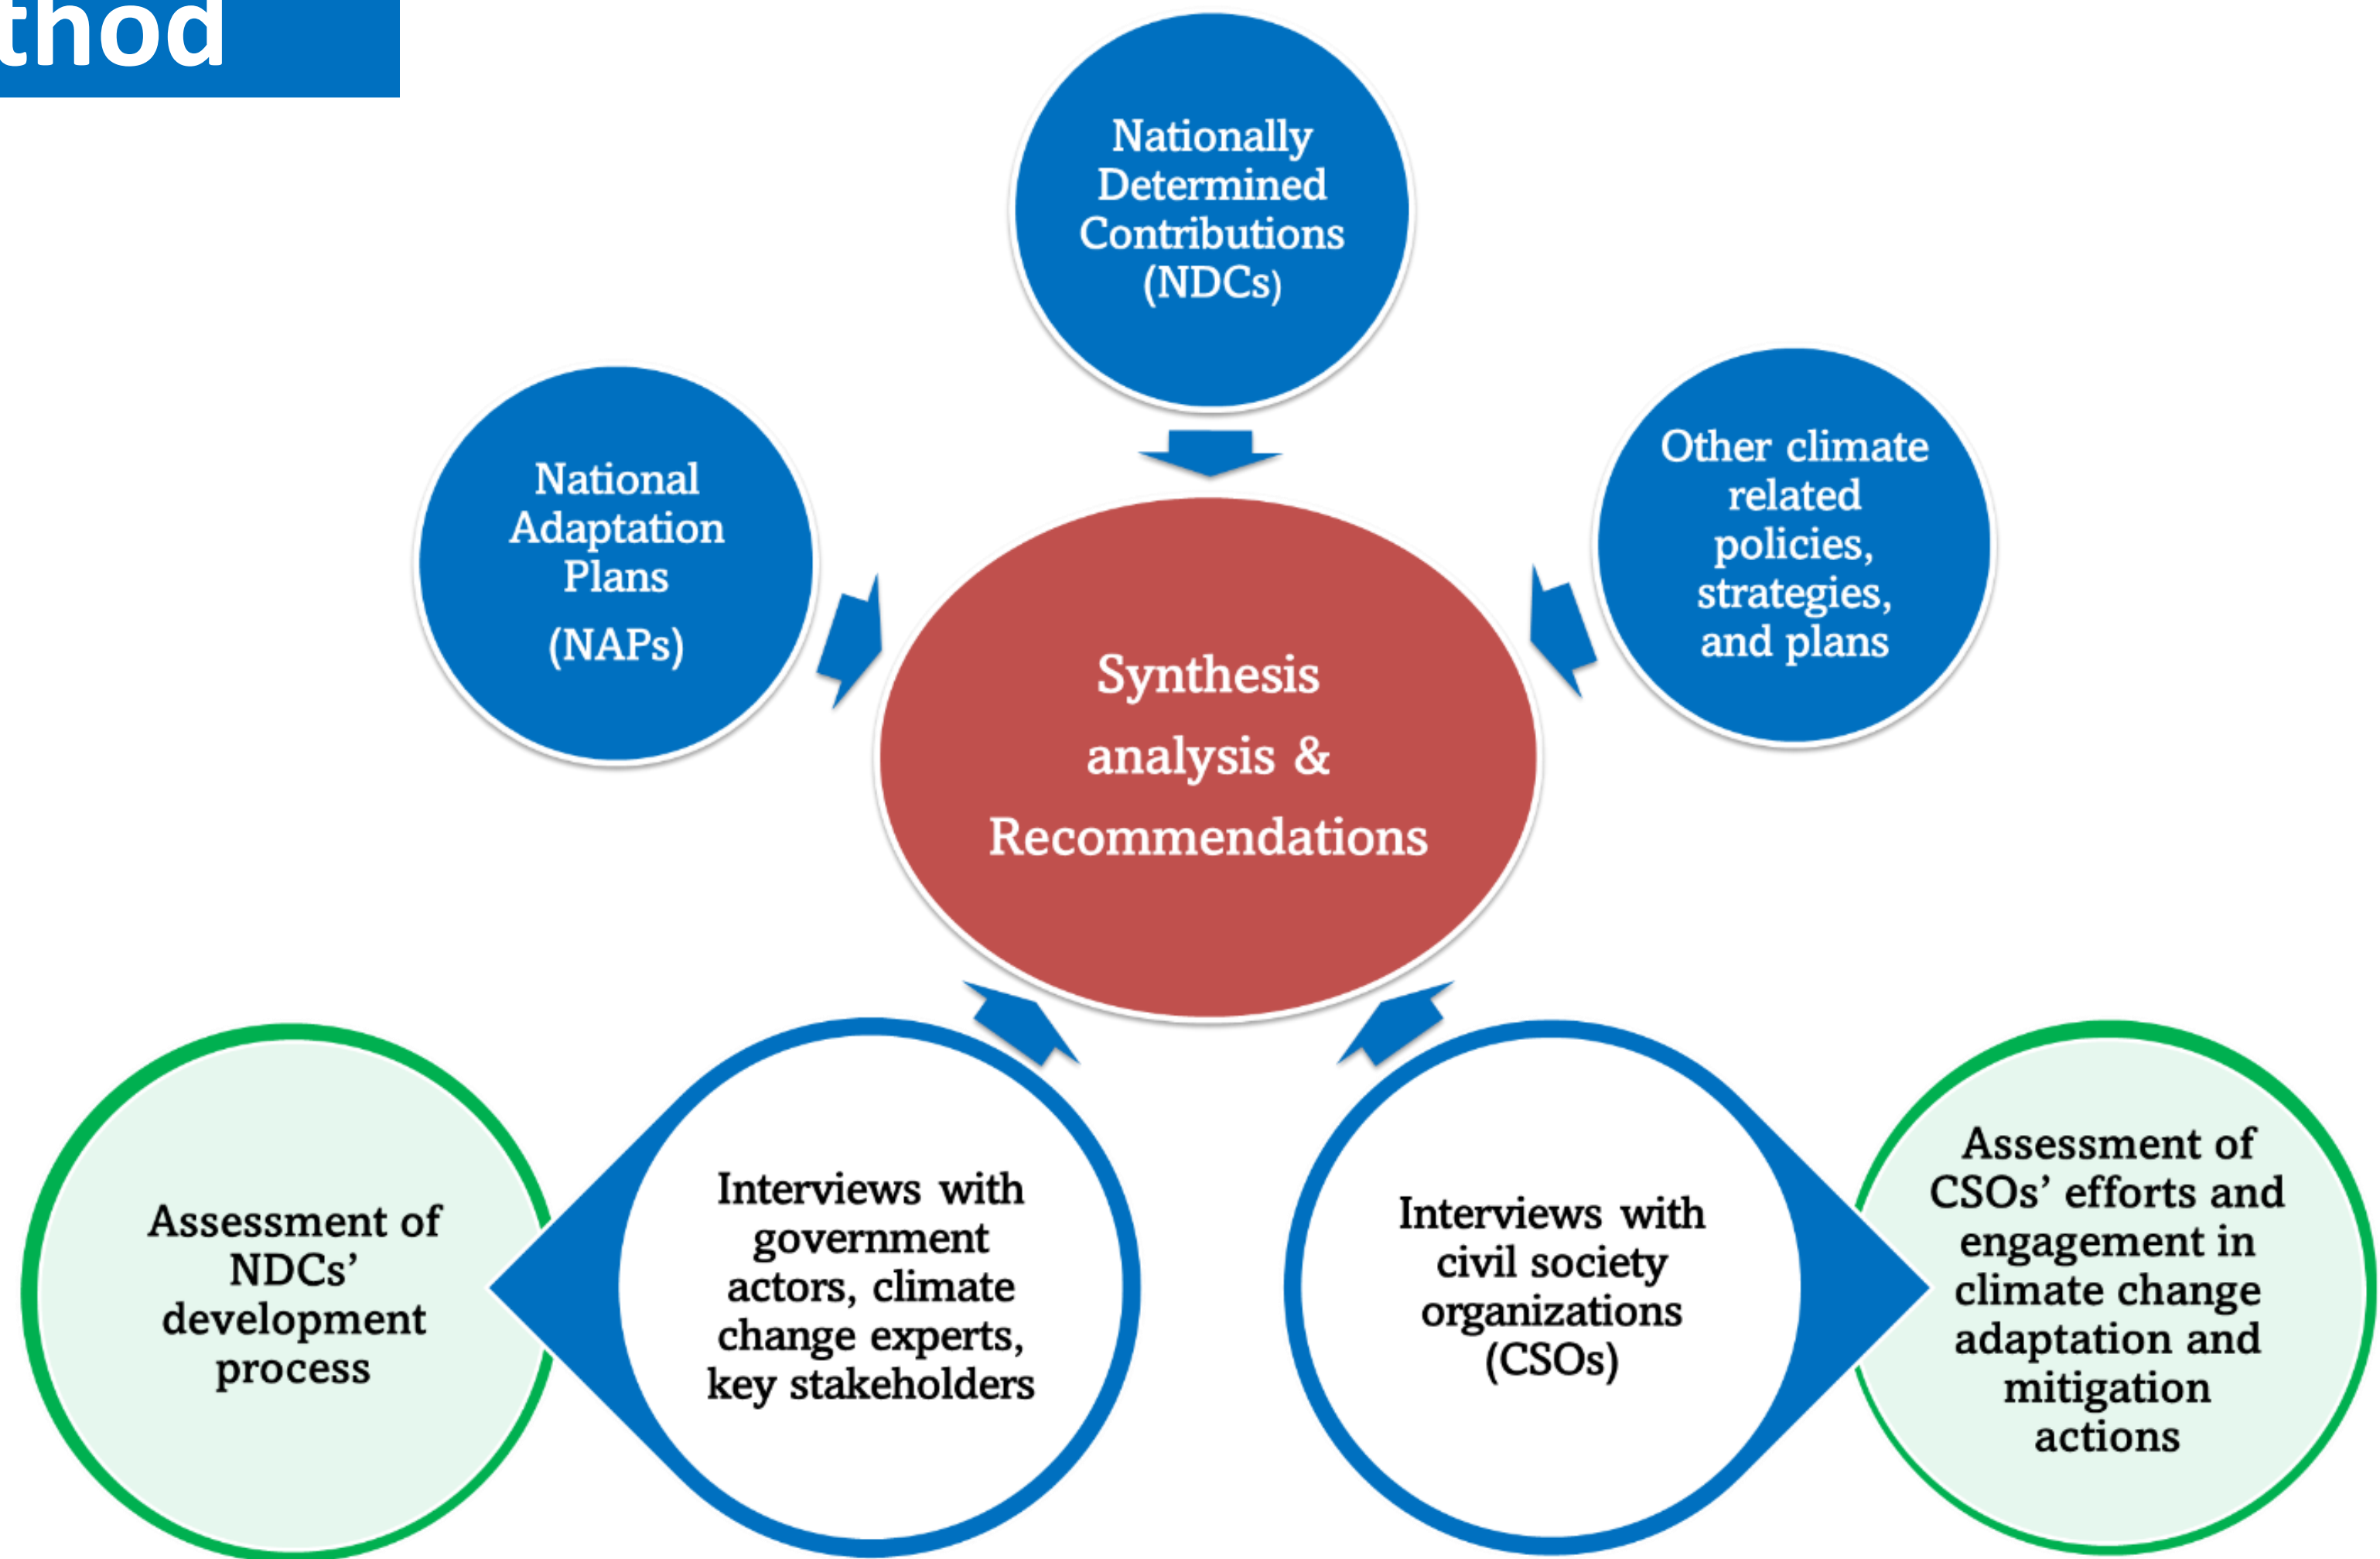 thod
Nationally
Determined
Contributions
(NDCs)
National
Adaptation
Plans
(NAPs)
Other climate
related
policies,
strategies,
and plans
Synthesis
analysis &
Recommendations
Assessment of
NDCs’
development
process
Interviews with
government
actors, climate
change experts,
key stakeholders
Interviews with
civil society
organizations
(CSOs)
Assessment of
CSOs’ efforts and
engagement in
climate change
adaptation and
mitigation
actions